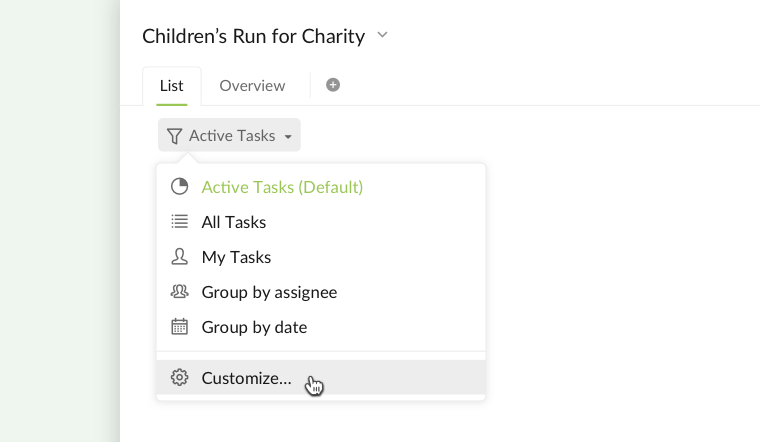 Children’s Run for Charity
List Overview
Active Tasks
Active Tasks (Default)
All Tasks
My Tasks
Group by assignee
Group by date
Customize...